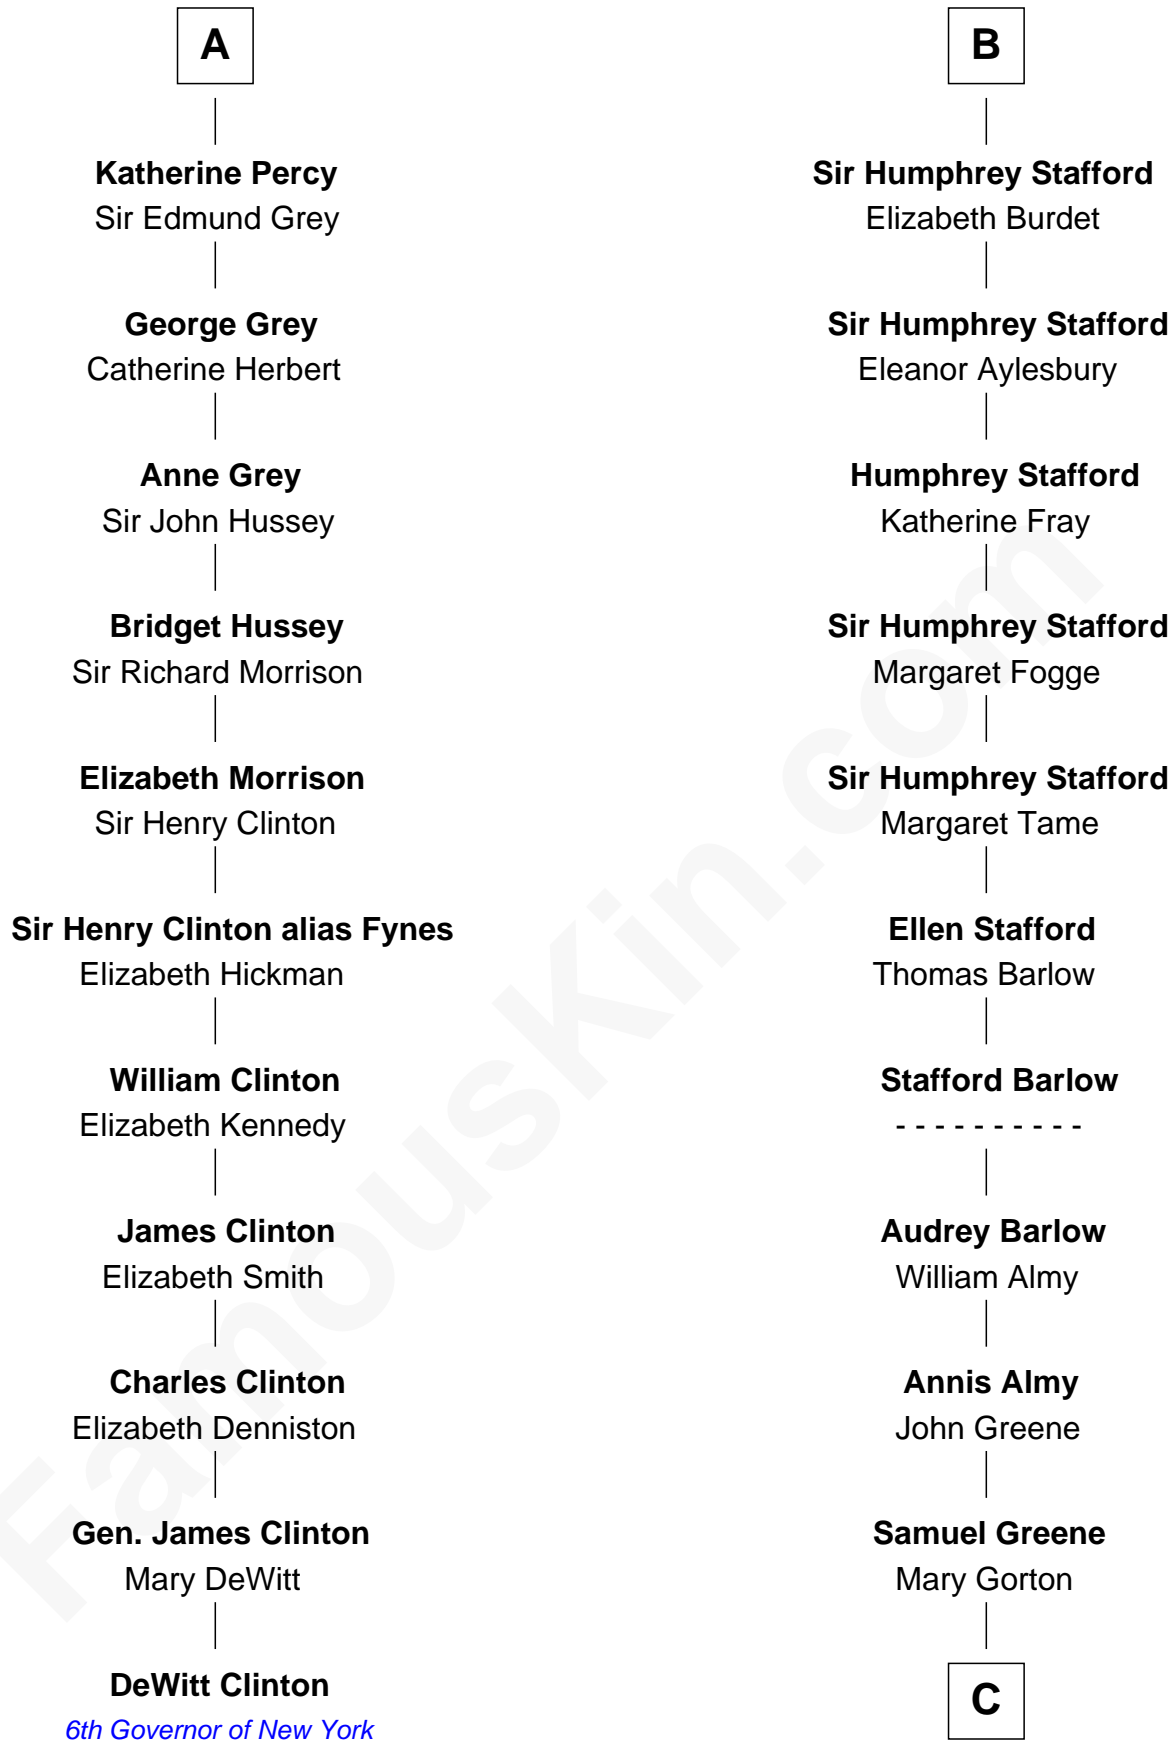 A
Katherine Percy
Sir Edmund Grey
George Grey
Catherine Herbert
Anne Grey
Sir John Hussey
Bridget Hussey
Sir Richard Morrison
Elizabeth Morrison
Sir Henry Clinton
Sir Henry Clinton alias Fynes
Elizabeth Hickman
William Clinton
Elizabeth Kennedy
James Clinton
Elizabeth Smith
Charles Clinton
Elizabeth Denniston
Gen. James Clinton
Mary DeWitt
DeWitt Clinton
6th Governor of New York
B
Sir Humphrey Stafford
Elizabeth Burdet
Sir Humphrey Stafford
Eleanor Aylesbury
Humphrey Stafford
Katherine Fray
Sir Humphrey Stafford
Margaret Fogge
Sir Humphrey Stafford
Margaret Tame
Ellen Stafford
Thomas Barlow
Stafford Barlow
- - - - - - - - - -
Audrey Barlow
William Almy
Annis Almy
John Greene
Samuel Greene
Mary Gorton
C
FamousKin.com